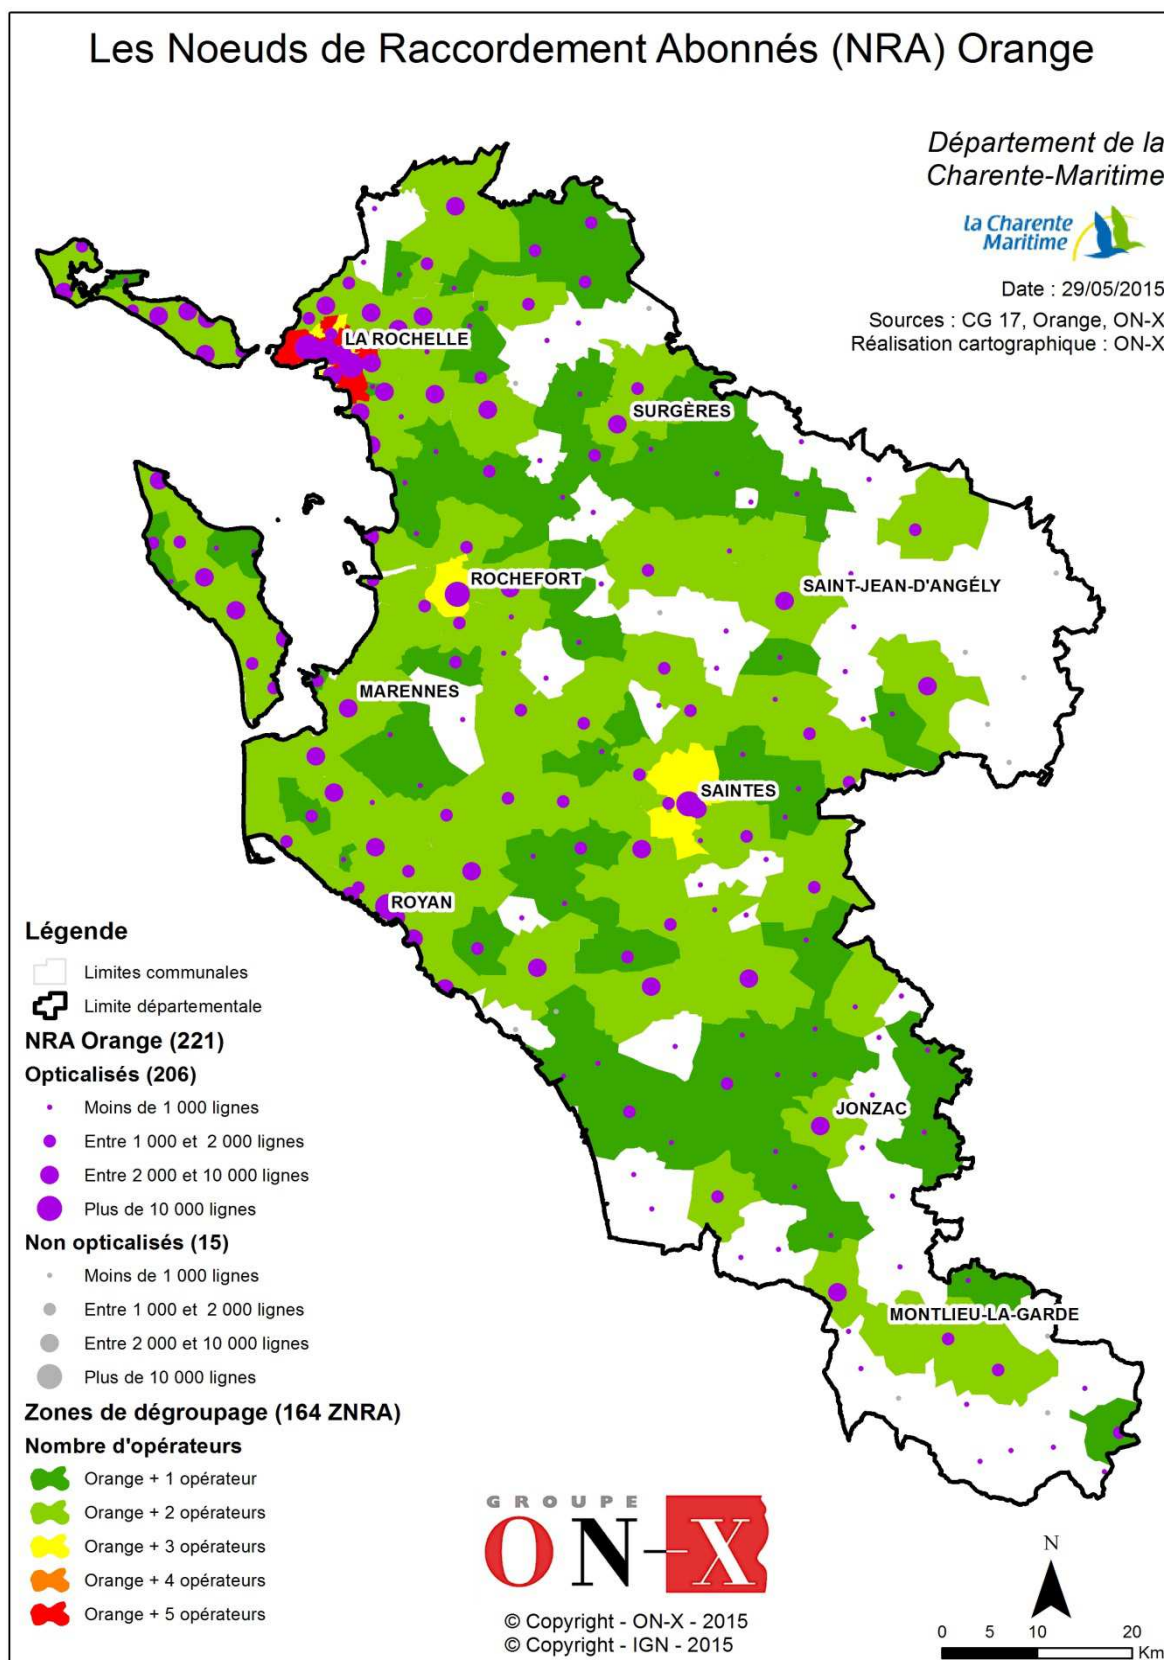 Les Noeuds de Raccordement Abonnés (NRA) Orange
Département de la
Charente-Maritime
la Charente
Maritime
Date : 29/05/2015
Sources : CG 17, Orange, ON-X
Réalisation cartographique : ON-X
LA ROCHELLE
SURGÈRES
ROCHEFORT
SAINT-JEAN-D'ANGÉLY
MARENNES
SAINTES
ROYAN
JONZAC
MONTLIEU-LA-GARDE
Légende
Limites communales
Limite départementale
NRA Orange (221)
Opticalisés (206)
Moins de 1 000 lignes
Entre 1 000 et 2 000 lignes
Entre 2 000 et 10 000 lignes
Plus de 10 000 lignes
Non opticalisés (15)
Moins de 1 000 lignes
Entre 1 000 et 2 000 lignes
Entre 2 000 et 10 000 lignes
Plus de 10 000 lignes
Zones de dégroupage (164 ZNRA)
Nombre d'opérateurs
Orange + 1 opérateur
Orange + 2 opérateurs
Orange + 3 opérateurs
Orange + 4 opérateurs
Orange + 5 opérateurs
GROUPE
ON-X
© Copyright - ON-X - 2015
© Copyright - IGN - 2015
N
0 5 10 20
Km